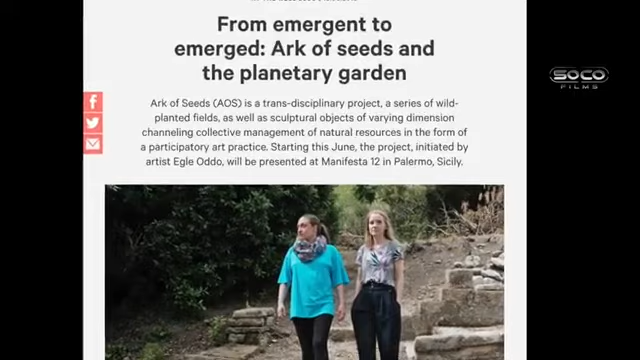 From emergent to
emerged: Ark of seeds and
the planetary garden
Ark of Seeds (AOS) is a trans-disciplinary project, a series of wild-
planted fields, as well as sculptural objects of varying dimension
channeling collective management of natural resources in the form of
a participatory art practice. Starting this June, the project, initiated by
artist Egle Oddo, will be presented at Manifesta 12 in Palermo, Sicily.
SOCO
FILMS